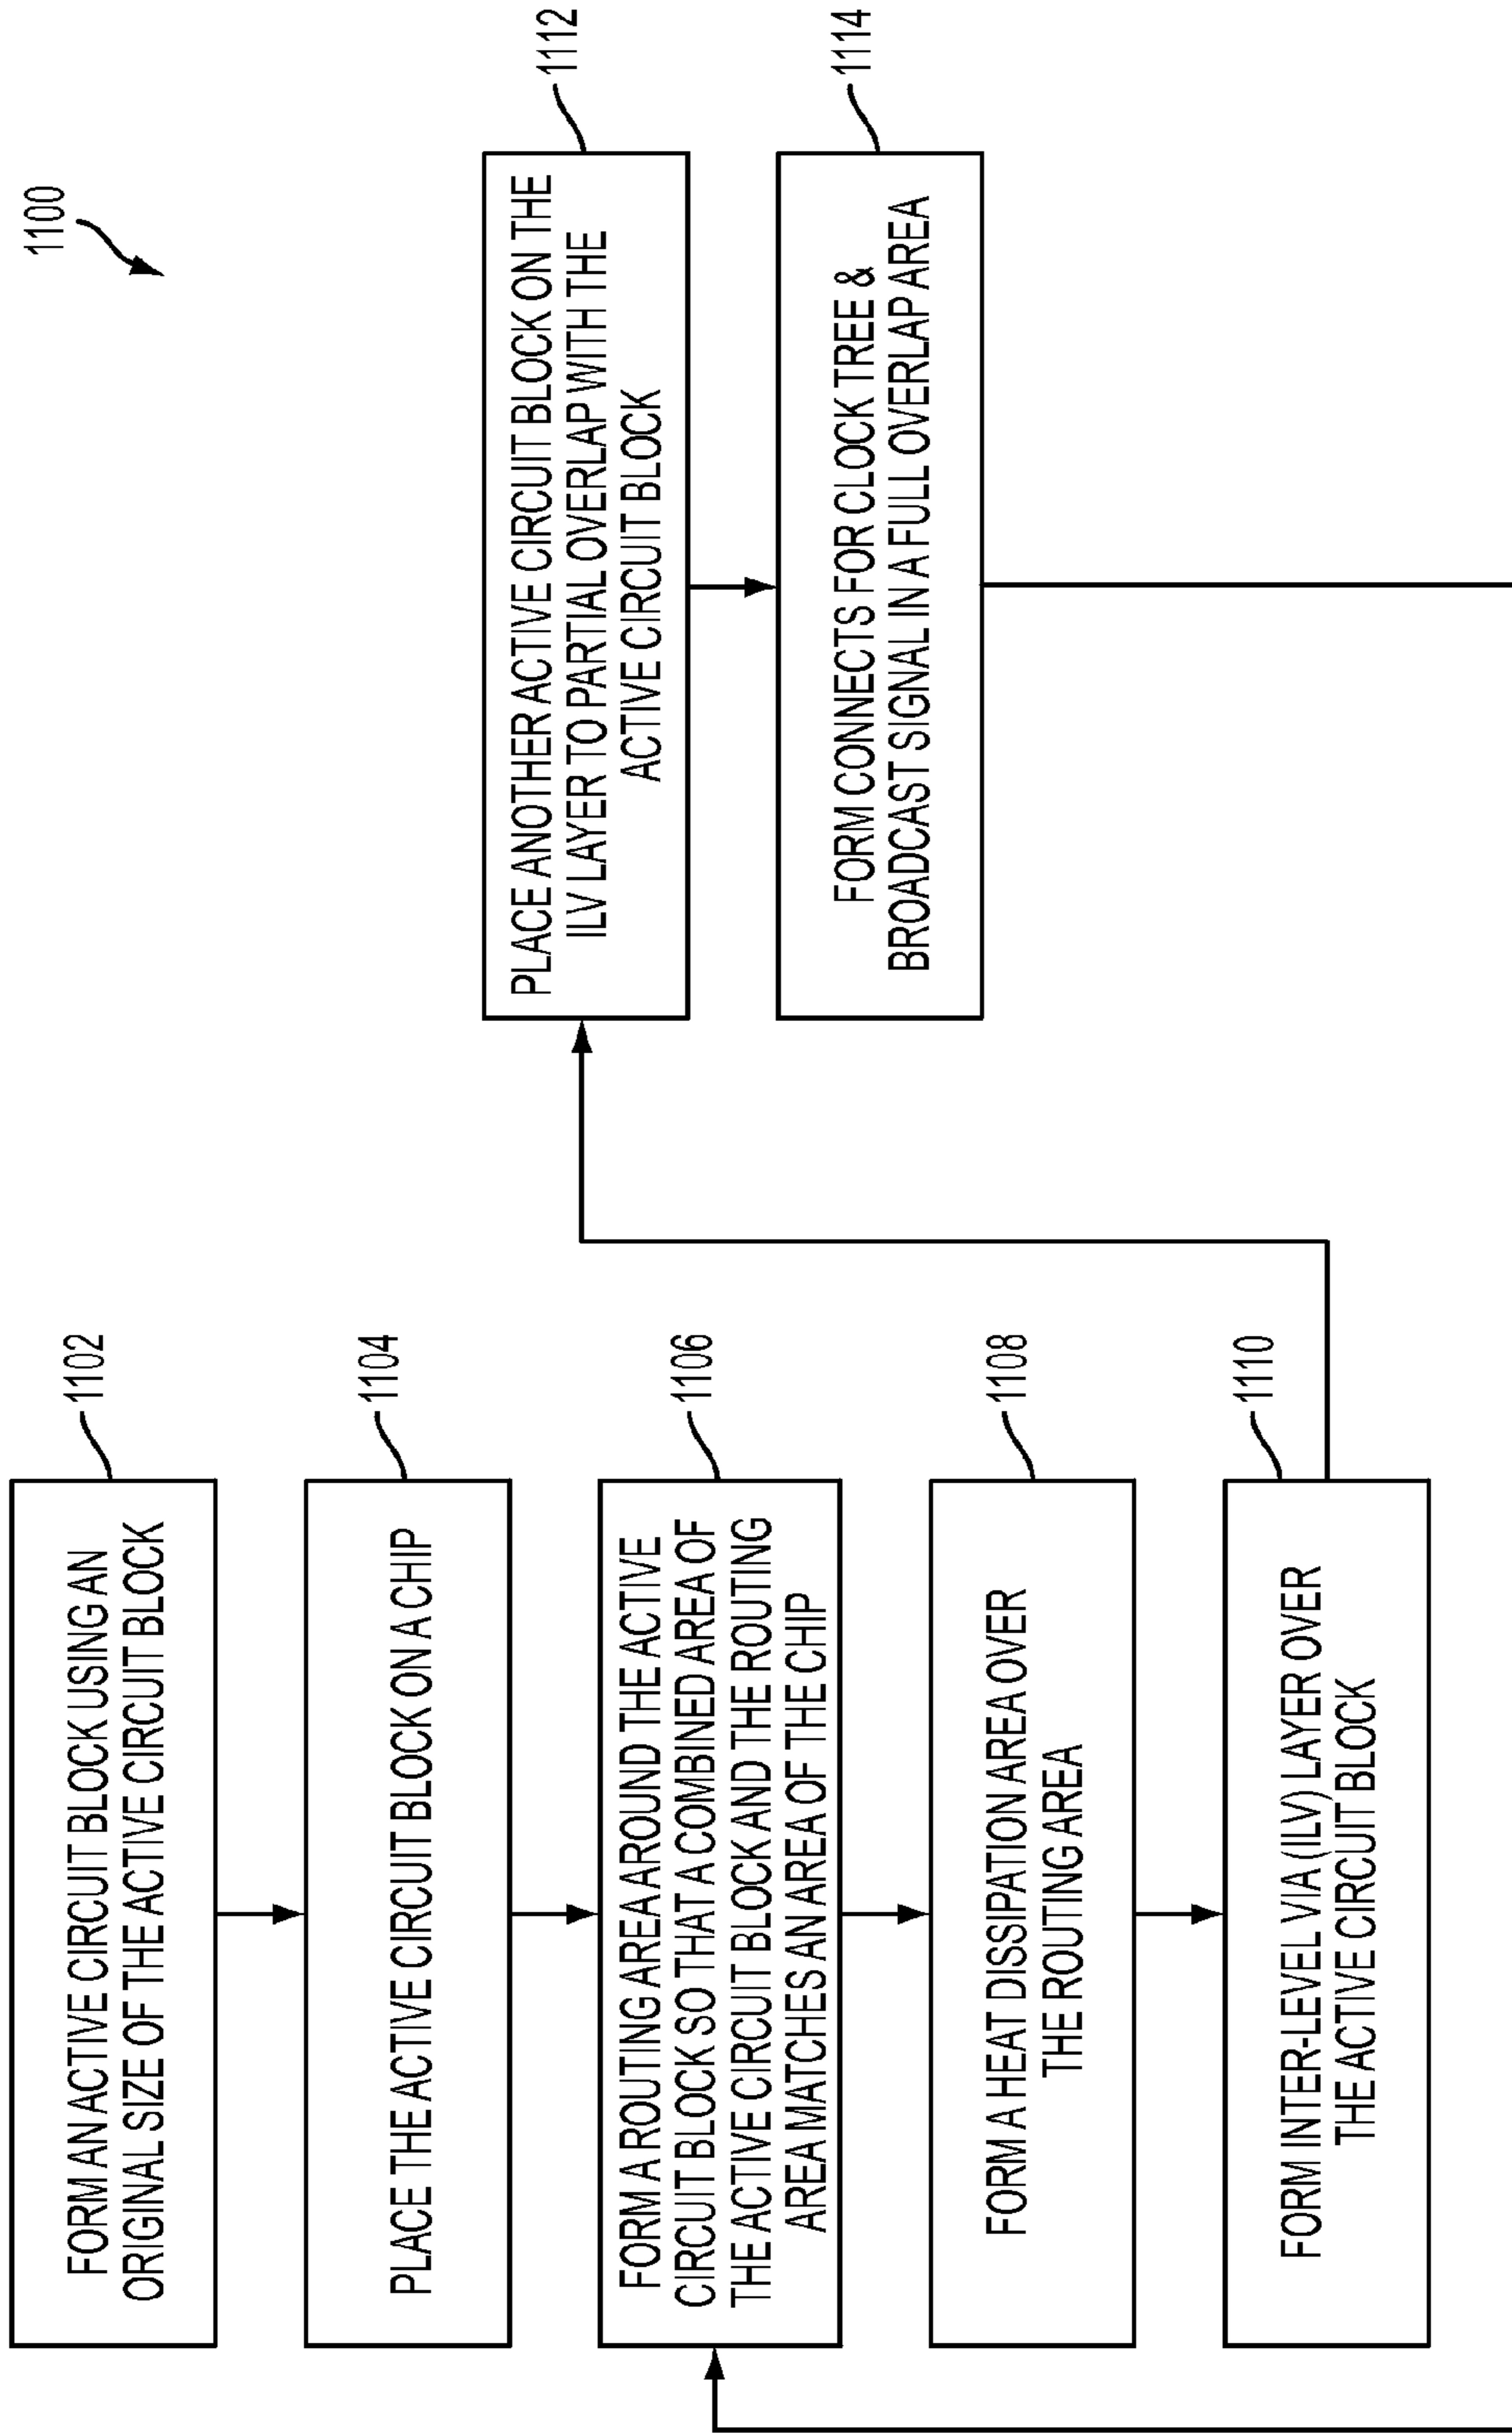 1100
FORM AN ACTIVE CIRCUIT BLOCK USING AN
ORIGINAL SIZE OF THE ACTIVE CIRCUIT BLOCK
1102
PLACE THE ACTIVE CIRCUIT BLOCK ON A CHIP
1104
FORM A ROUTING AREA AROUND THE ACTIVE
CIRCUIT BLOCK SO THAT A COMBINED AREA OF
THE ACTIVE CIRCUIT BLOCK AND THE ROUTING
AREA MATCHES AN AREA OF THE CHIP
1106
FORM A HEAT DISSIPATION AREA OVER
THE ROUTING AREA
1108
FORM INTER-LEVEL VIA (ILV) LAYER OVER
THE ACTIVE CIRCUIT BLOCK
1110
PLACE ANOTHER ACTIVE CIRCUIT BLOCK ON THE
ILV LAYER TO PARTIAL OVERLAP WITH THE
ACTIVE CIRCUIT BLOCK
1112
FORM CONNECTS FOR CLOCK TREE &
BROADCAST SIGNAL IN A FULL OVERLAP AREA
1114